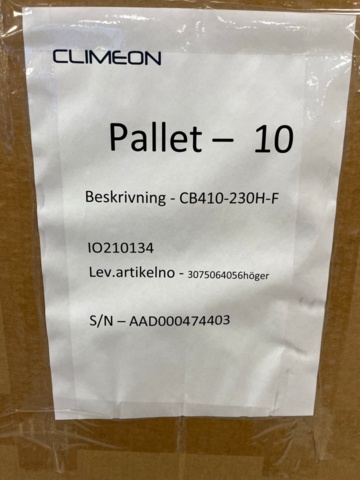 CLIMEON
Pallet – 10
Beskrivning - CB410-230H-F
IO210134
Lev.artikelno - 3075064056höger
S/N – AAD000474403